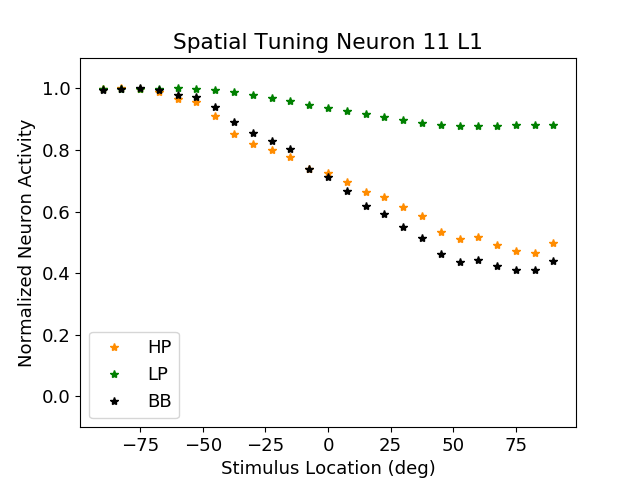 Spatial Tuning Neuron 11 L1
Normalized Neuron Activity
1.0
0.8
0.6
0.4
0.2
0.0
HP
LP
BB
−75 −50 −25 0 25 50 75
Stimulus Location (deg)